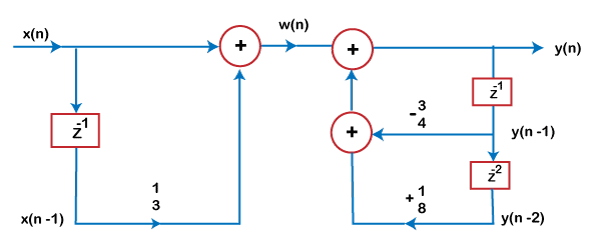 x(n)
+
w(n)
+
y(n)
z⁻¹
z⁻¹
+
-3
4
y(n -1)
z⁻²
1
3
+1
8
x(n -1)
y(n -2)